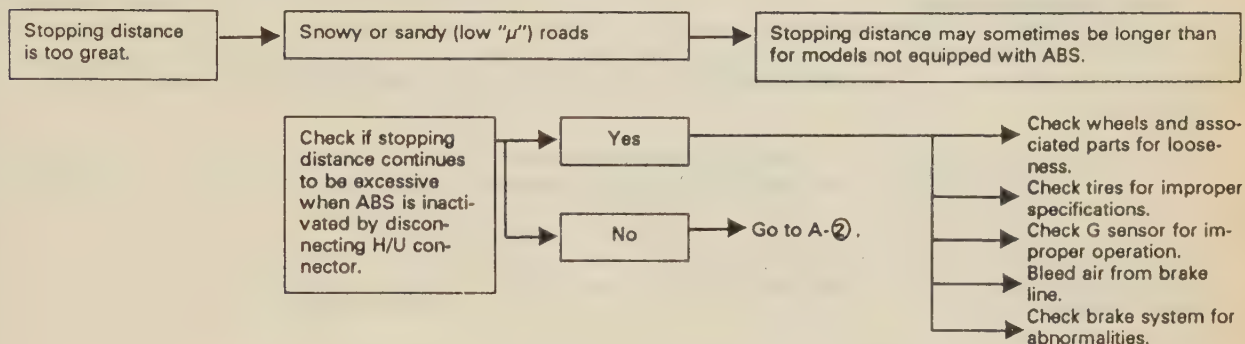 Stopping distance
is too great.
Snowy or sandy (low "μ") roads
Stopping distance may sometimes be longer than
for models not equipped with ABS.
Check if stopping
distance continues
to be excessive
when ABS is inacti-
vated by discon-
necting H/U con-
nector.
Yes
No
Go to A-②.
Check wheels and asso-
ciated parts for loose-
ness.
Check tires for improper
specifications.
Check G sensor for im-
proper operation.
Bleed air from brake
line.
Check brake system for
abnormalities.